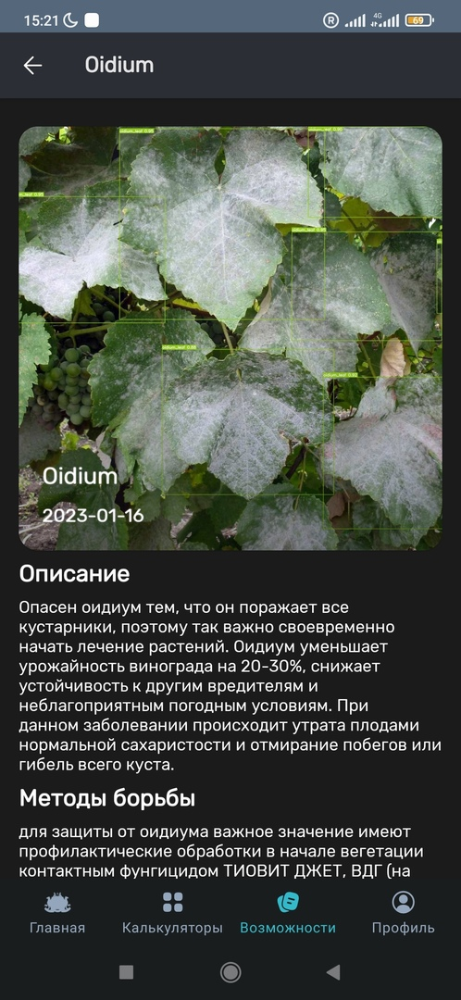 15:21
4G
69
Oidium
Oidium
2023-01-16
Описание
Опасен оидиум тем, что он поражает все
кустарники, поэтому так важно своевременно
начать лечение растений. Оидиум уменьшает
урожайность винограда на 20-30%, снижает
устойчивость к другим вредителям и
неблагоприятным погодным условиям. При
данном заболевании происходит утрата плодами
нормальной сахаристости и отмирание побегов или
гибель всего куста.
Методы борьбы
для защиты от оидиума важное значение имеют
профилактические обработки в начале вегетации
контактным фунгицидом ТИОВИТ ДЖЕТ, ВДГ (на
Главная
Калькуляторы
Возможности
Профиль